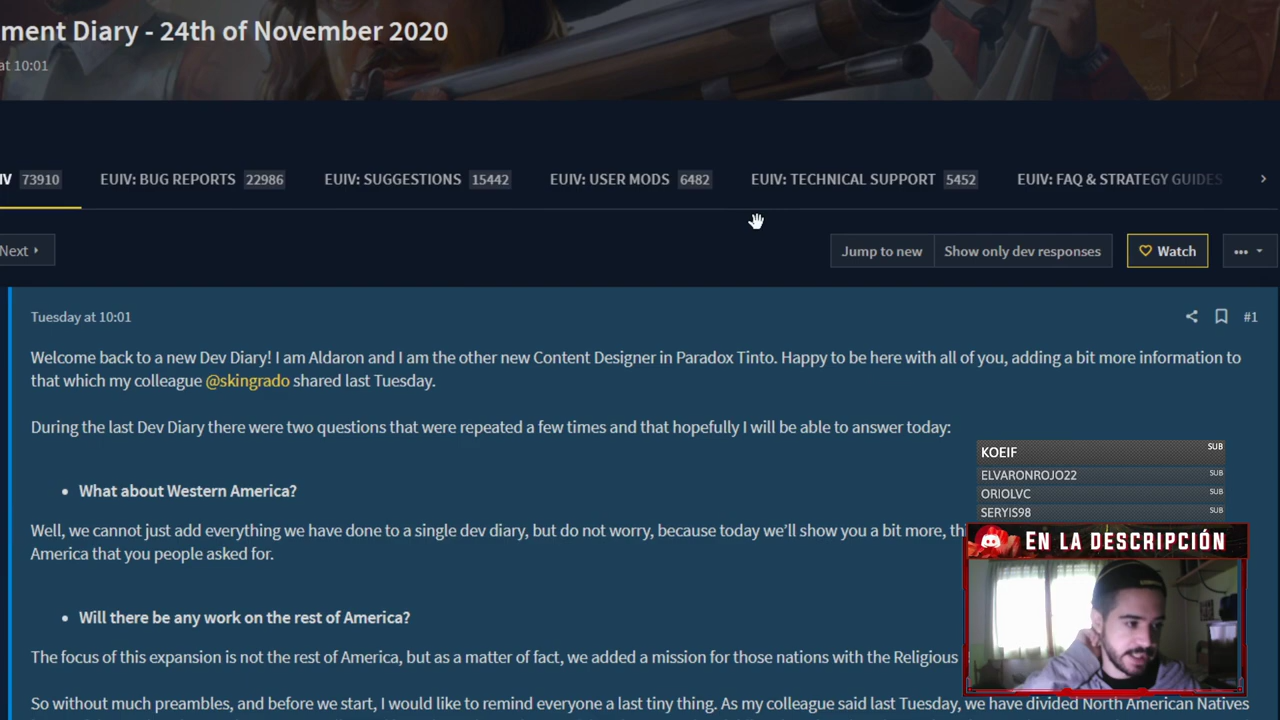 ment Diary - 24th of November 2020
at 10:01
IV 73910 EUIV: BUG REPORTS 22986 EUIV: SUGGESTIONS 15442 EUIV: USER MODS 6482 EUIV: TECHNICAL SUPPORT 5452 EUIV: FAQ & STRATEGY GUIDES
Next Jump to new Show only dev responses Watch
Tuesday at 10:01 #1
Welcome back to a new Dev Diary! I am Aldaron and I am the other new Content Designer in Paradox Tinto. Happy to be here with all of you, adding a bit more information to
that which my colleague @skingrado shared last Tuesday.
During the last Dev Diary there were two questions that were repeated a few times and that hopefully I will be able to answer today:
• What about Western America?
Well, we cannot just add everything we have done to a single dev diary, but do not worry, because today we'll show you a bit more, thi
America that you people asked for.
• Will there be any work on the rest of America?
The focus of this expansion is not the rest of America, but as a matter of fact, we added a mission for those nations with the Religious
So without much preambles, and before we start, I would like to remind everyone a last tiny thing. As my colleague said last Tuesday, we have divided North American Natives
KOEIF SUB
ELVARONROJO22 SUB
ORIOLVC SUB
SERYIS98 SUB
EN LA DESCRIPCIÓN